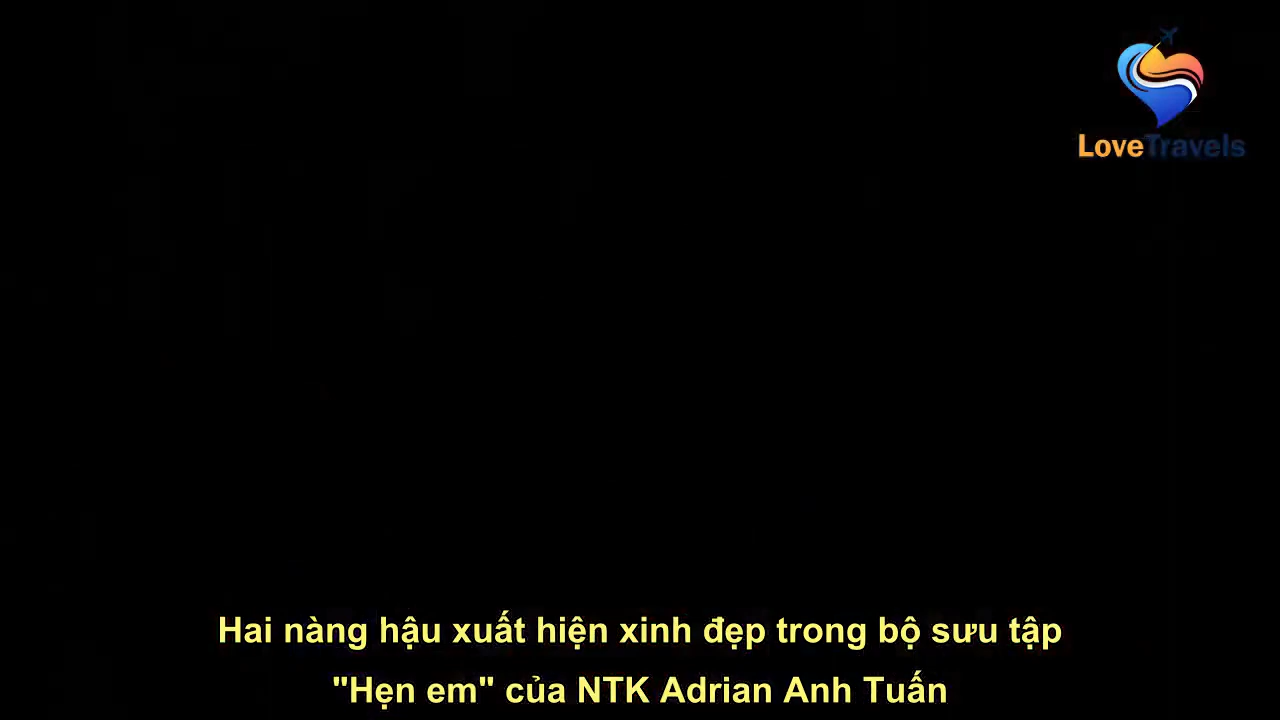 LoveTravels
Hai nàng hậu xuất hiện xinh đẹp trong bộ sưu tập
"Hẹn em" của NTK Adrian Anh Tuấn